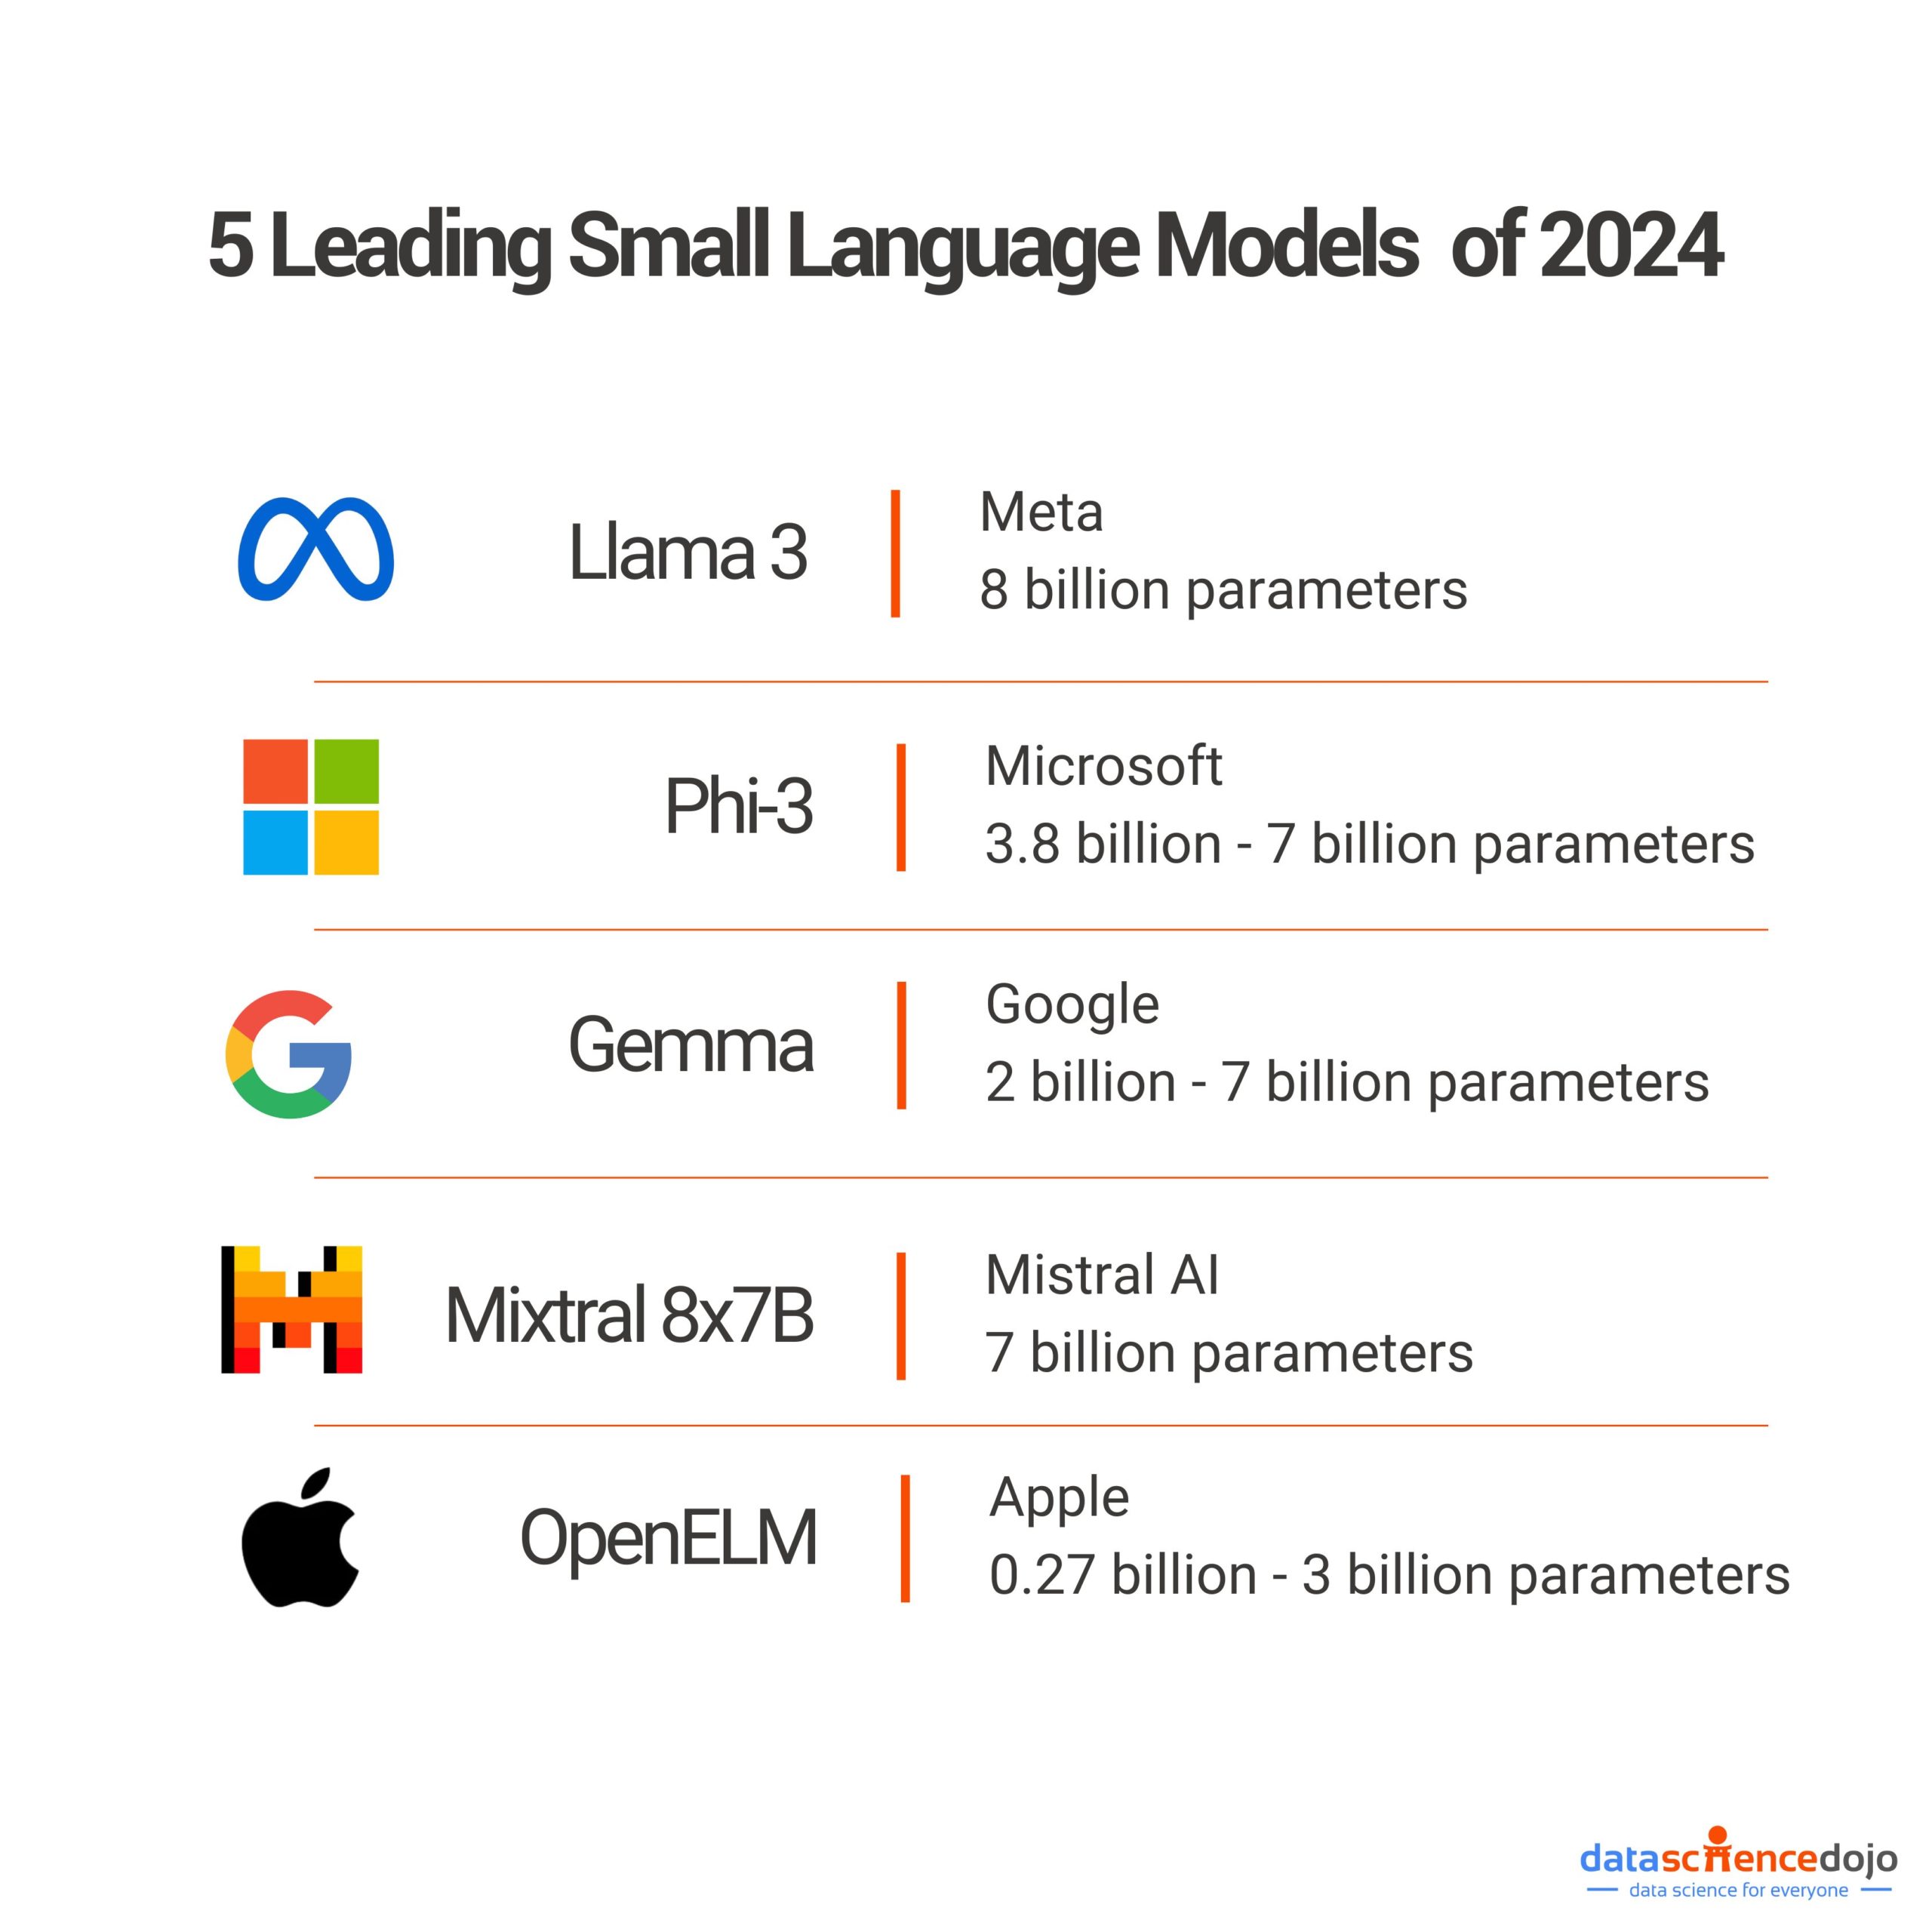 5 Leading Small Language Models of 2024
Llama 3
Meta
8 billion parameters
Phi-3
Microsoft
3.8 billion - 7 billion parameters
Gemma
Google
2 billion - 7 billion parameters
Mixtral 8x7B
Mistral AI
7 billion parameters
OpenELM
Apple
0.27 billion - 3 billion parameters
datasciencedojo
data science for everyone